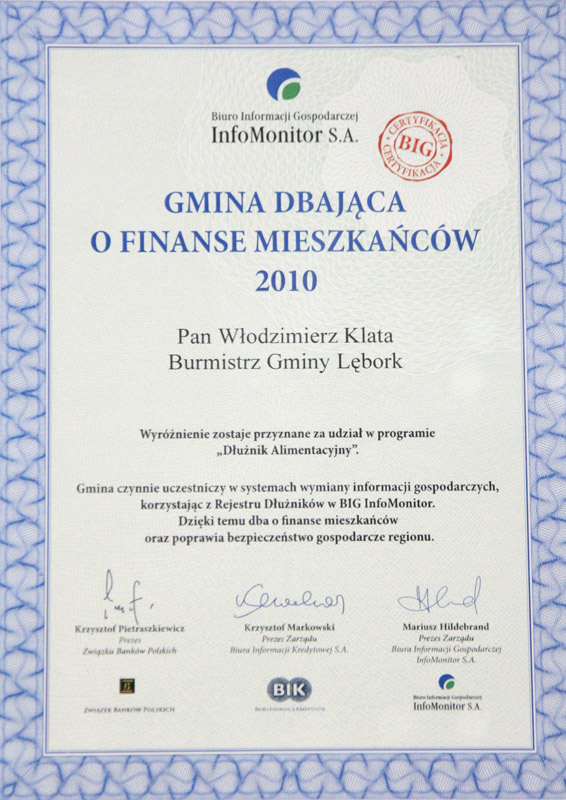 Biuro Informacji Gospodarczej
InfoMonitor S.A.
CERTYFIKACJA
BIG
CERTYFIKACJA
GMINA DBAJĄCA
O FINANSE MIESZKAŃCÓW
2010
Pan Włodzimierz Klata
Burmistrz Gminy Lębork
Wyróżnienie zostaje przyznane za udział w programie
„Dłużnik Alimentacyjny”.
Gmina czynnie uczestniczy w systemach wymiany informacji gospodarczych,
korzystając z Rejestru Dłużników w BIG InfoMonitor.
Dzięki temu dba o finanse mieszkańców
oraz poprawia bezpieczeństwo gospodarcze regionu.
Krzysztof Pietraszkiewicz
Prezes
Związku Banków Polskich
Krzysztof Markowski
Prezes Zarządu
Biura Informacji Kredytowej S.A.
Mariusz Hildebrand
Prezes Zarządu
Biura Informacji Gospodarczej
InfoMonitor S.A.
ZWIĄZEK BANKÓW POLSKICH
BIK
Biuro Informacji Kredytowej
Biuro Informacji Gospodarczej
InfoMonitor S.A.